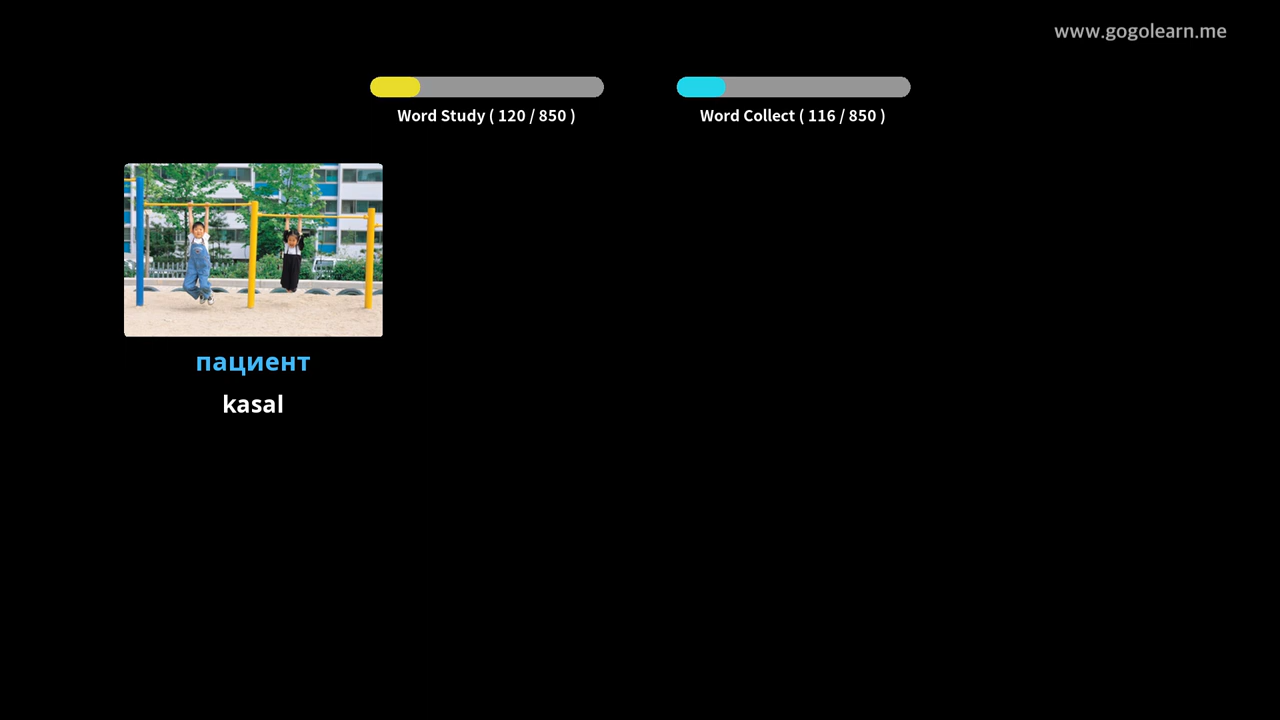 www.gogolearn.me
Word Study ( 120 / 850 )
Word Collect ( 116 / 850 )
пациент
kasal